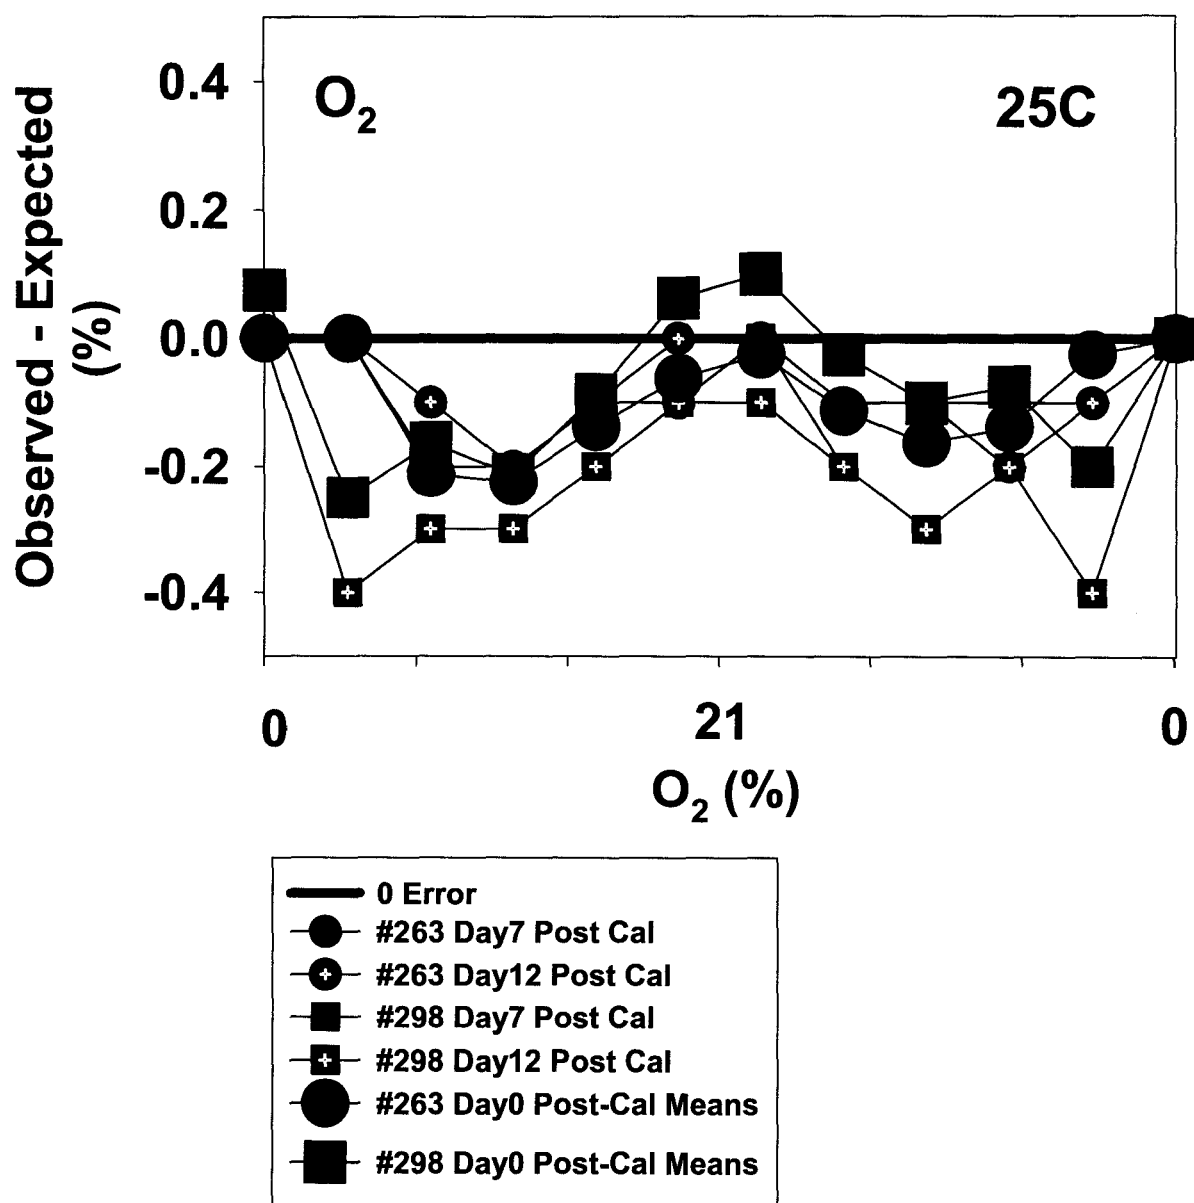 O2
25C
Observed - Expected
(%)
0.4
0.2
0.0
-0.2
-0.4
0
21
0
O2 (%)
0 Error
#263 Day7 Post Cal
#263 Day12 Post Cal
#298 Day7 Post Cal
#298 Day12 Post Cal
#263 Day0 Post-Cal Means
#298 Day0 Post-Cal Means